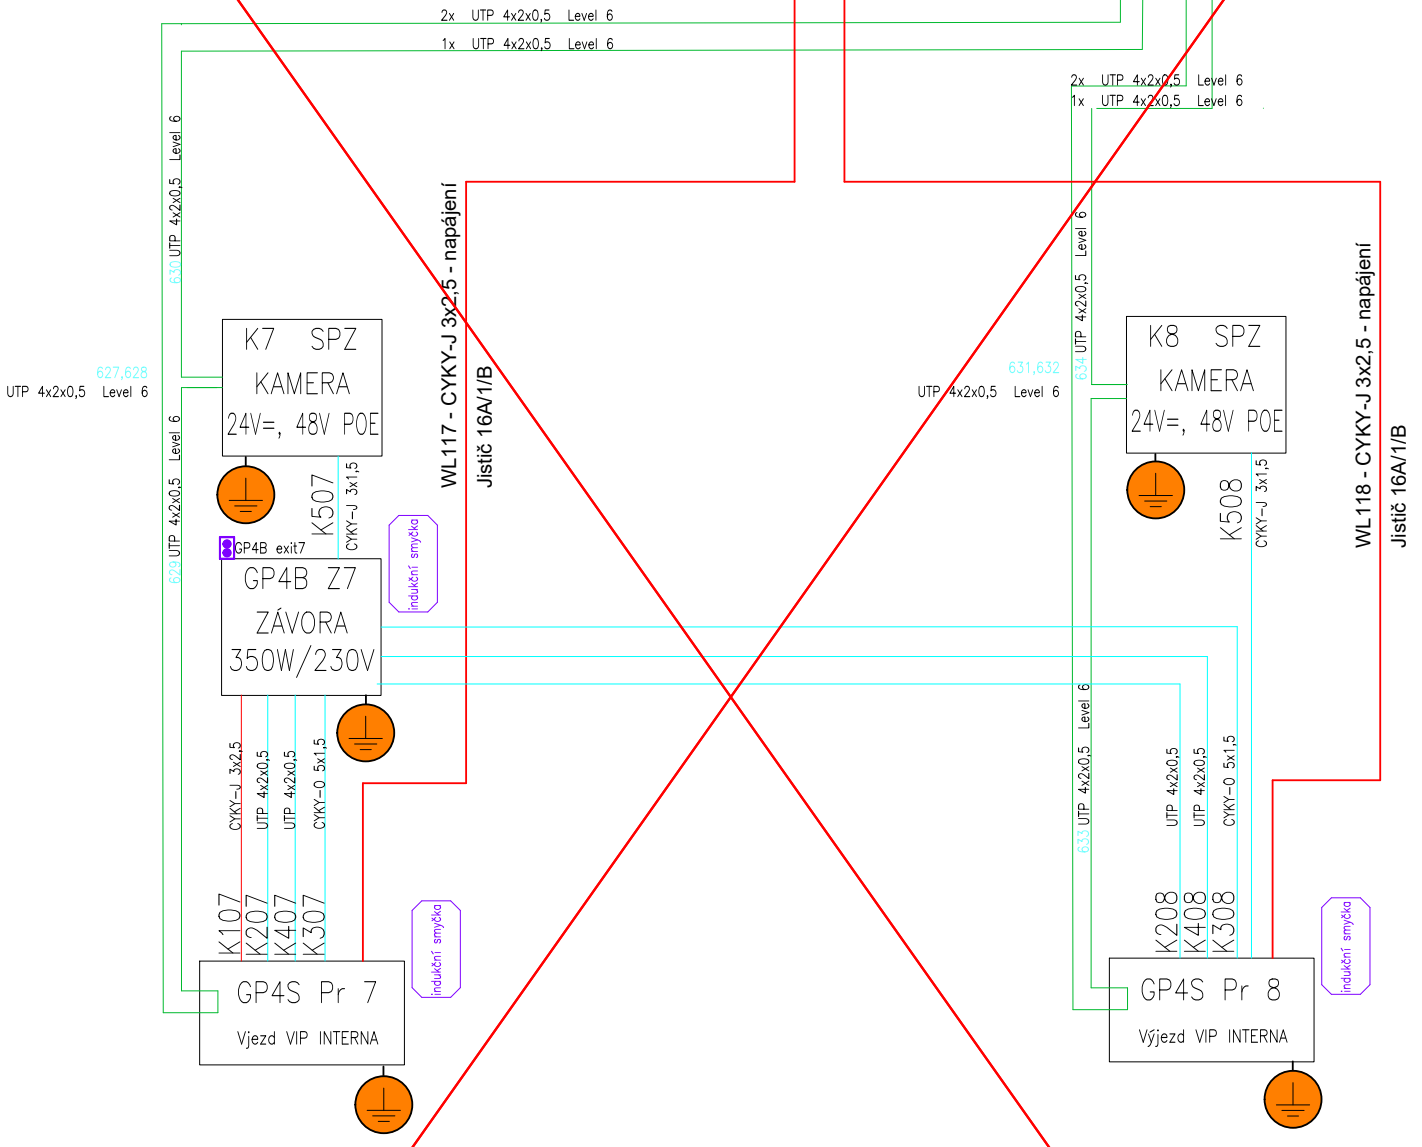 2x UTP 4x2x0,5 Level 6
1x UTP 4x2x0,5 Level 6
2x UTP 4x2x0,5 Level 6
1x UTP 4x2x0,5 Level 6
630 UTP 4x2x0,5 Level 6
627,628
UTP 4x2x0,5 Level 6
629 UTP 4x2x0,5 Level 6
K7 SPZ
KAMERA
24V=, 48V POE
K507
CYKY-J 3x1,5
WL117 - CYKY-J 3x2,5 - napájení
Jistič 16A/1/B
GP4B exit7
GP4B Z7
ZÁVORA
350W/230V
indukční smyčka
CYKY-J 3x2,5
UTP 4x2x0,5
UTP 4x2x0,5
CYKY-O 5x1,5
K107
K207
K407
K307
indukční smyčka
GP4S Pr 7
Vjezd VIP INTERNA
634 UTP 4x2x0,5 Level 6
631,632
UTP 4x2x0,5 Level 6
K8 SPZ
KAMERA
24V=, 48V POE
K508
CYKY-J 3x1,5
WL118 - CYKY-J 3x2,5 - napájení
Jistič 16A/1/B
633 UTP 4x2x0,5 Level 6
UTP 4x2x0,5
UTP 4x2x0,5
CYKY-O 5x1,5
K208
K408
K308
indukční smyčka
GP4S Pr 8
Výjezd VIP INTERNA